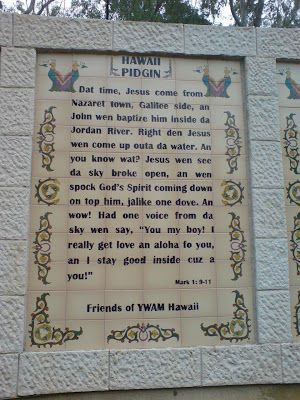 HAWAII
PIDGIN
Dat time, Jesus come from
Nazaret town, Galilee side, an
John wen baptize him inside da
Jordan River. Right den Jesus
wen come up outa da water. An
you know wat? Jesus wen see
da sky broke open, an wen
spock God's Spirit coming down
on top him, jalike one dove. An
wow! Had one voice from da
sky wen say, "You my boy! I
really get love an aloha fo you,
an I stay good inside cuz a
you!"
Mark 1: 9-11
Friends of YWAM Hawaii